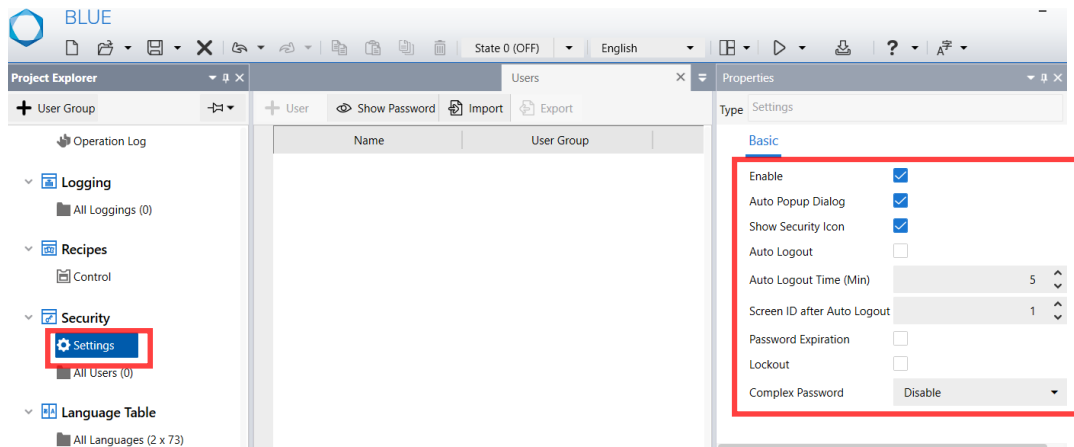 BLUE
State 0 (OFF) English ?
Project Explorer
User Group
Operation Log
Logging
All Loggings (0)
Recipes
Control
Security
Settings
All Users (0)
Language Table
All Languages (2 x 73)
Users
User Show Password Import Export
Name User Group
Properties
Type Settings
Basic
Enable
Auto Popup Dialog
Show Security Icon
Auto Logout
Auto Logout Time (Min) 5
Screen ID after Auto Logout 1
Password Expiration
Lockout
Complex Password Disable